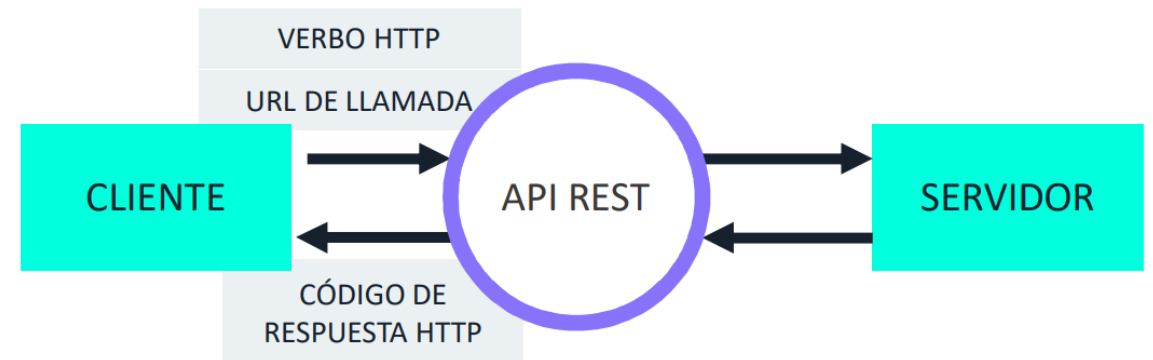 VERBO HTTP
URL DE LLAMADA
CLIENTE
API REST
SERVIDOR
CÓDIGO DE
RESPUESTA HTTP